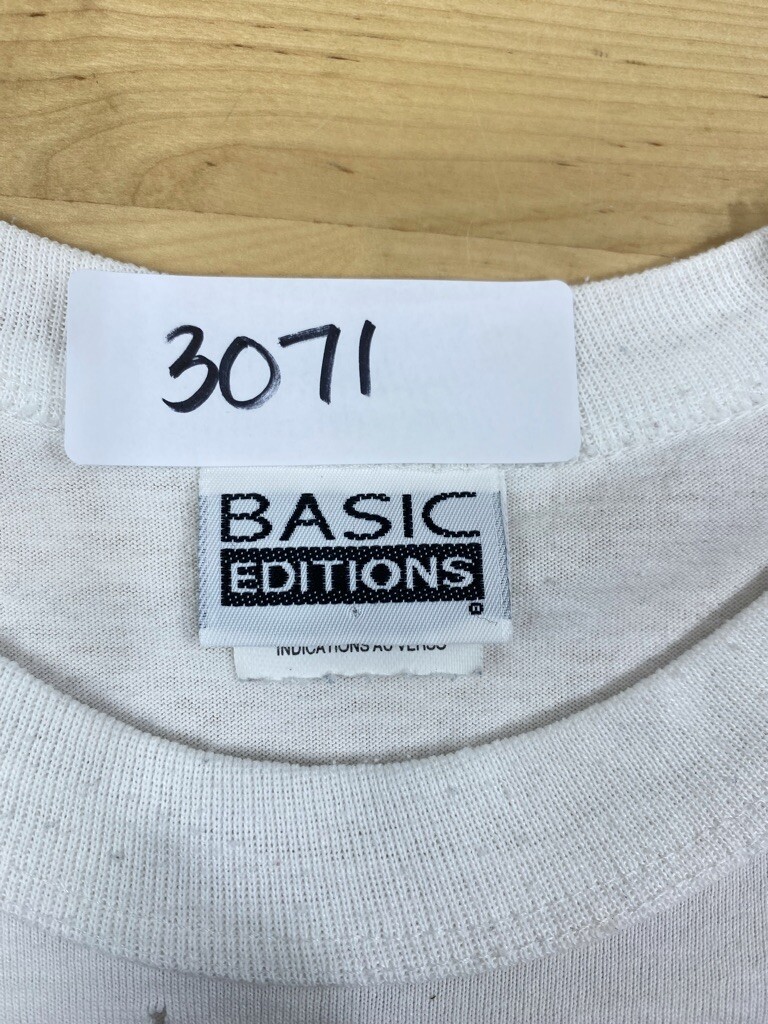 3071
BASIC
EDITIONS
®
INDICATIONS AU VERSO